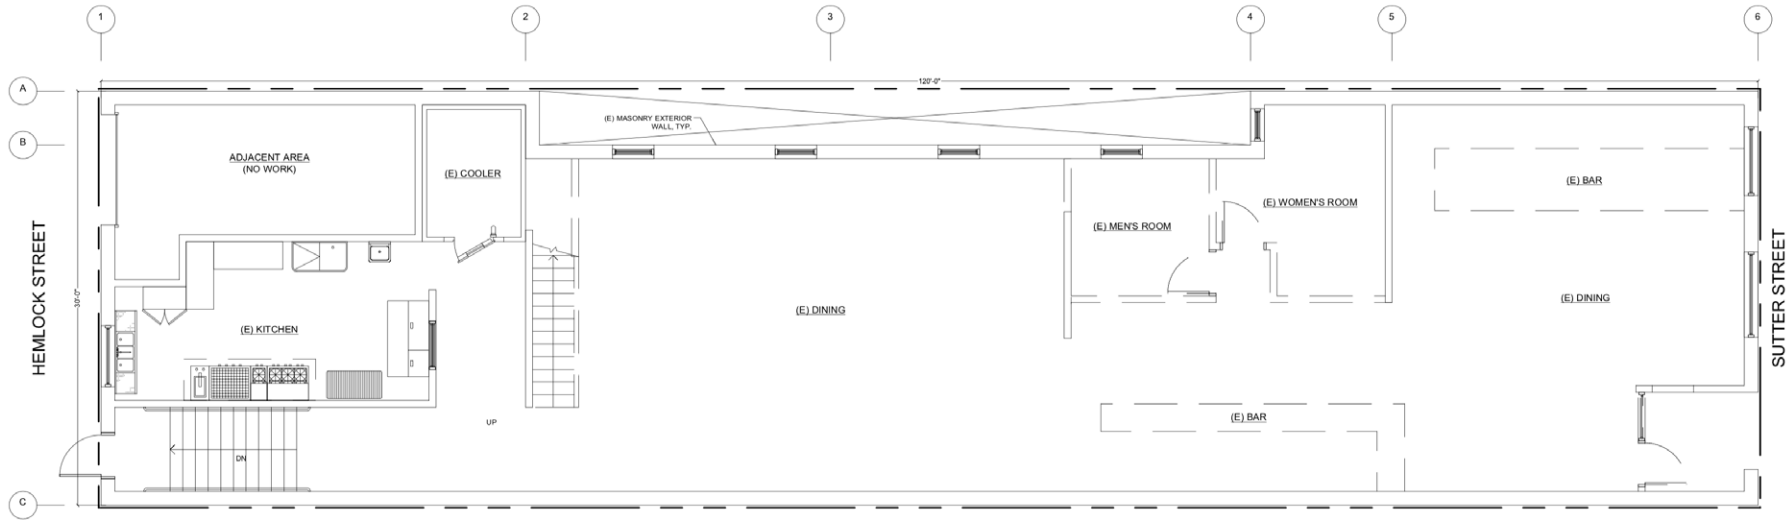 1
2
3
4
5
6
120'-0"
A
(E) MASONRY EXTERIOR
WALL, TYP.
B
ADJACENT AREA
(NO WORK)
(E) COOLER
(E) BAR
(E) WOMEN'S ROOM
(E) MEN'S ROOM
HEMLOCK STREET
30'-0"
(E) DINING
(E) DINING
SUTTER STREET
(E) KITCHEN
(E) BAR
UP
DN
C